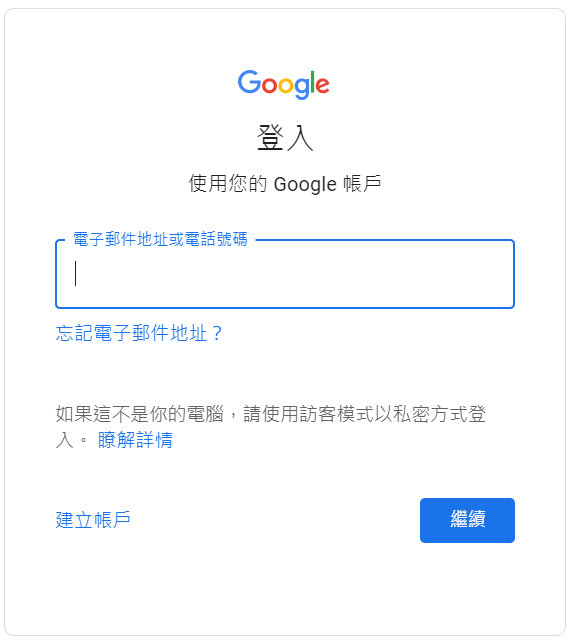 Google
登入
使用您的 Google 帳戶
電子郵件地址或電話號碼
忘記電子郵件地址？
如果這不是你的電腦，請使用訪客模式以私密方式登
入。 瞭解詳情
建立帳戶
繼續